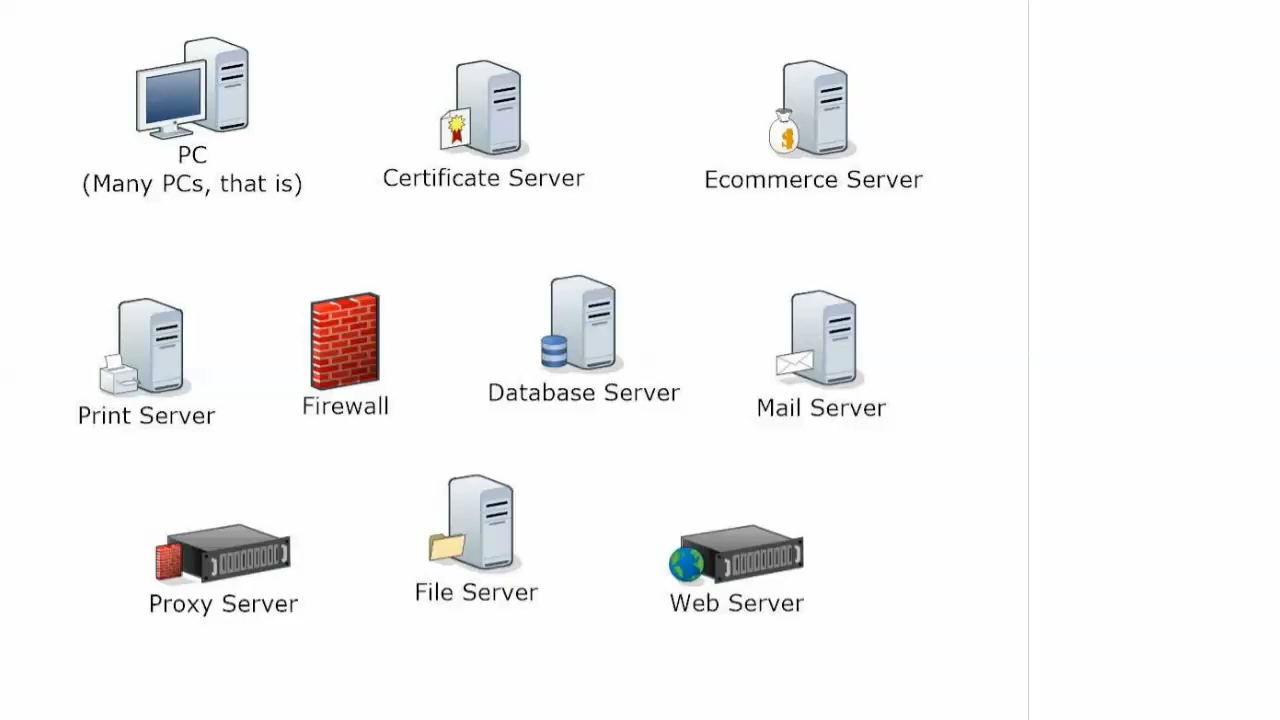 PC
(Many PCs, that is)
Certificate Server
Ecommerce Server
Print Server
Firewall
Database Server
Mail Server
Proxy Server
File Server
Web Server